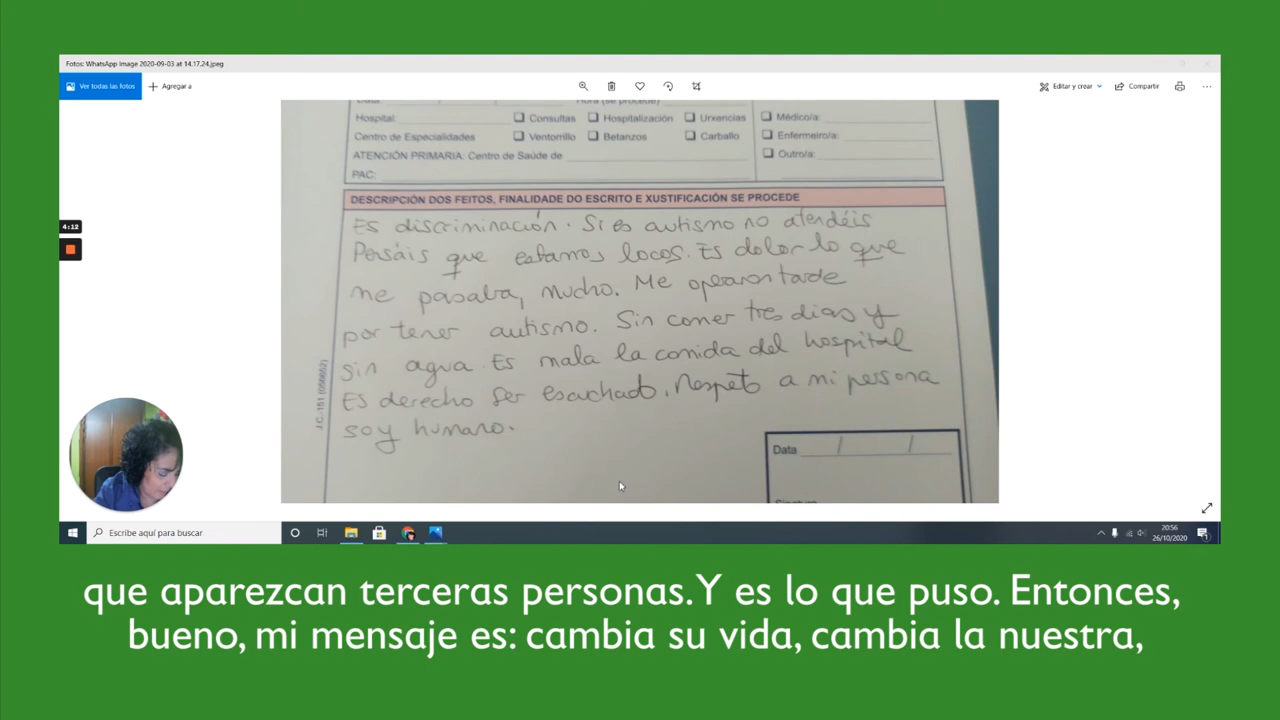 Fotos: WhatsApp Image 2020-09-03 at 14.17.24.jpeg
Ver todas las fotos
Agregar a
Editar y crear
Compartir
Hospital:
Consultas
Hospitalización
Urxencias
Médico/a:
Centro de Especialidades
Ventorrillo
Betanzos
Carballo
Enfermeiro/a:
ATENCIÓN PRIMARIA: Centro de Saúde de
Outro/a:
PAC:
DESCRIPCIÓN DOS FEITOS, FINALIDADE DO ESCRITO E XUSTIFICACIÓN SE PROCEDE
Es discriminación. Si es autismo no atendéis
Pensáis que estamos locos. Es dolor lo que
me pasaba, mucho. Me operaron tarde
por tener autismo. Sin comer tres dias y
sin agua. Es mala la comida del hospital
Es derecho ser escuchado. Respeto a mi persona
soy humano.
Data / /
4:12
Escribe aquí para buscar
20:56
26/10/2020
que aparezcan terceras personas. Y es lo que puso. Entonces,
bueno, mi mensaje es: cambia su vida, cambia la nuestra,